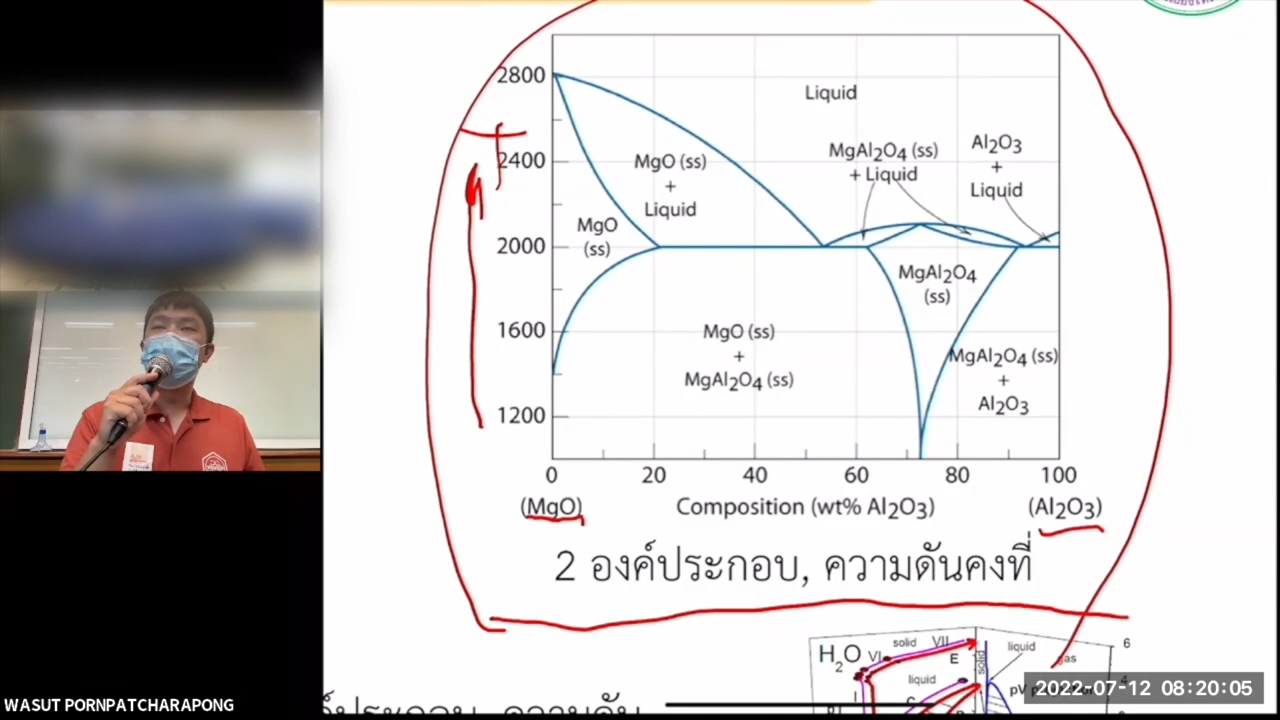 2800
Liquid
MgAl2O4 (ss)
+ Liquid
Al2O3
+
Liquid
T
2400
MgO (ss)
+
Liquid
MgO
(ss)
2000
MgAl2O4
(ss)
1600
MgO (ss)
+
MgAl2O4 (ss)
MgAl2O4 (ss)
+
Al2O3
1200
0 20 40 60 80 100
(MgO) Composition (wt% Al2O3) (Al2O3)
2 องค์ประกอบ, ความดันคงที่
H2O VI solid VII E solid liquid gas 6
liquid
2022-07-12 08:20:05
WASUT PORNPATCHARAPONG